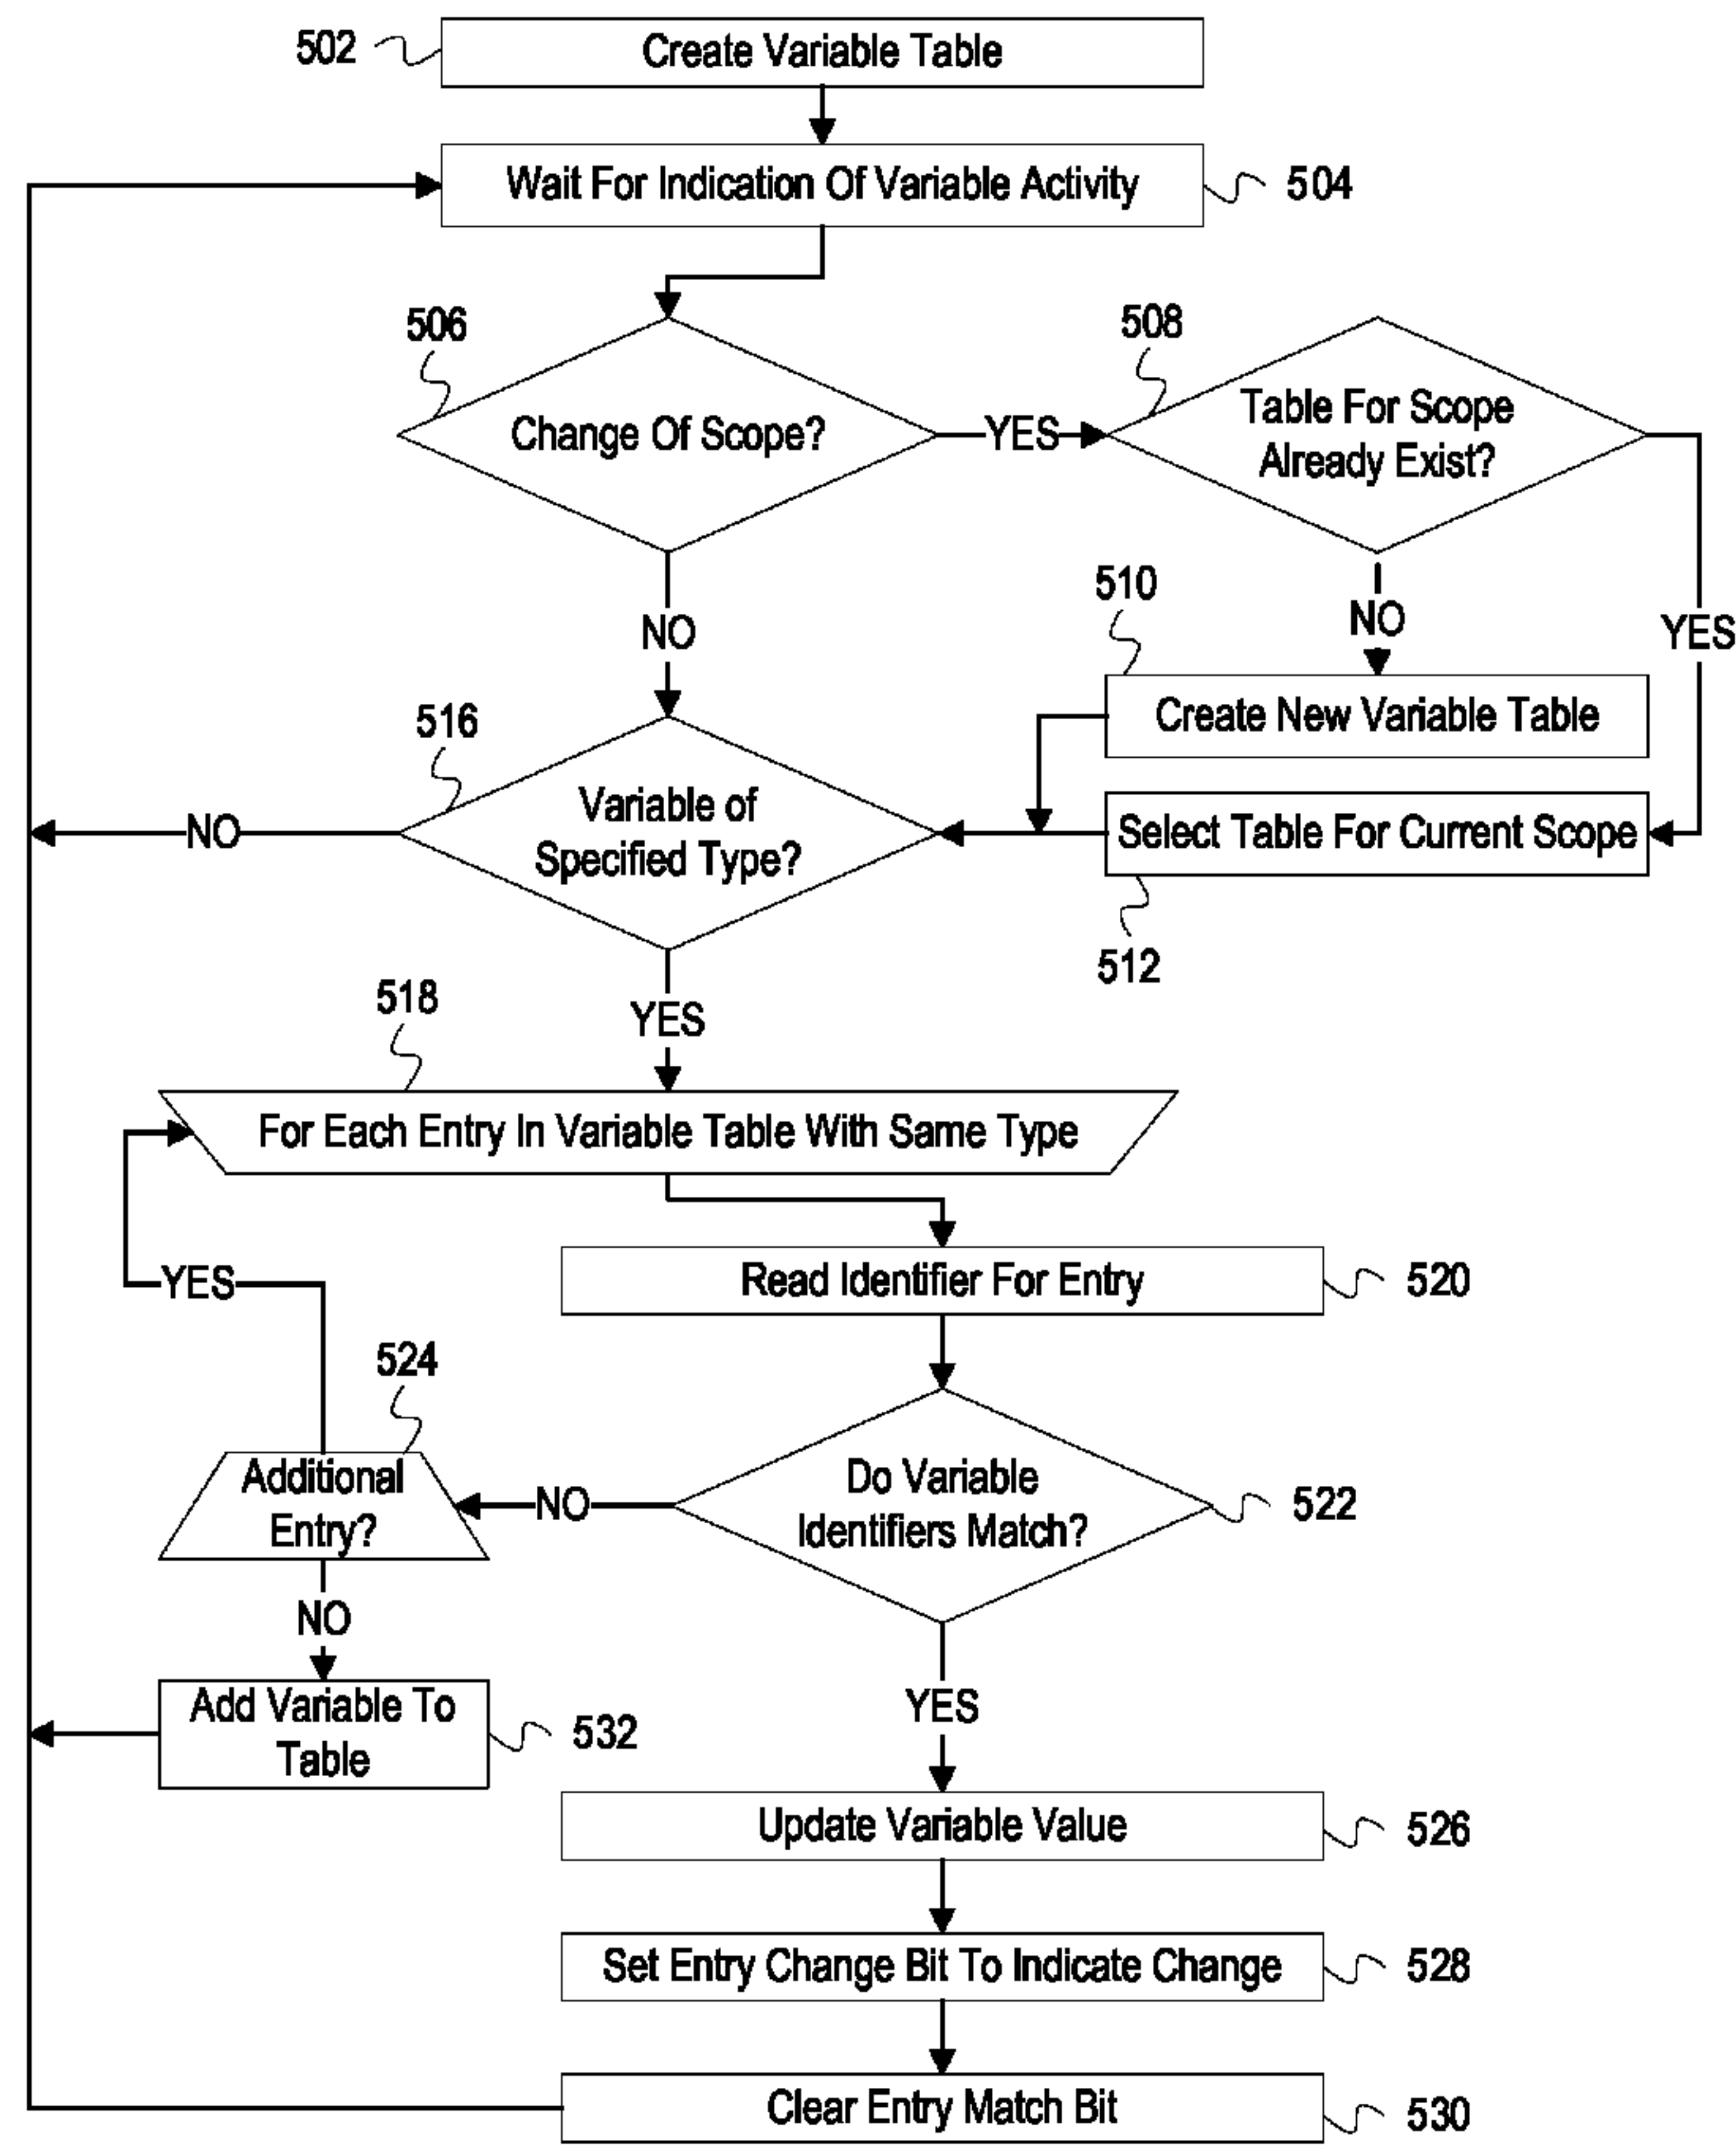 502
Create Variable Table
Wait For Indication Of Variable Activity
504
506
508
Change Of Scope?
YES
Table For Scope
Already Exist?
NO
510
NO
YES
Create New Variable Table
516
Variable of
Specified Type?
NO
Select Table For Current Scope
512
518
YES
For Each Entry In Variable Table With Same Type
YES
Read Identifier For Entry
520
524
Additional
Entry?
NO
Do Variable
Identifiers Match?
522
NO
YES
Add Variable To
Table
532
Update Variable Value
526
Set Entry Change Bit To Indicate Change
528
Clear Entry Match Bit
530